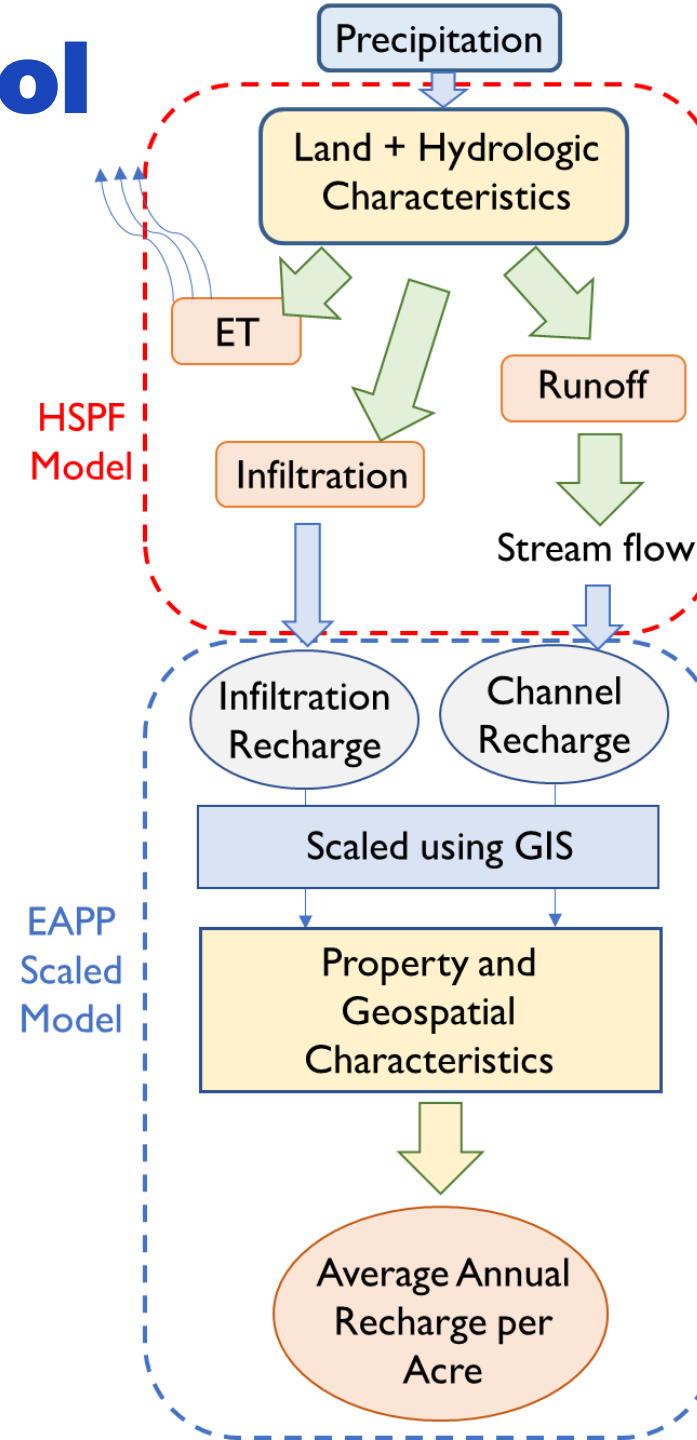 ol
Precipitation
Land + Hydrologic
Characteristics
ET
Runoff
HSPF
Model
Infiltration
Stream flow
Infiltration
Recharge
Channel
Recharge
Scaled using GIS
EAPP
Scaled
Model
Property and
Geospatial
Characteristics
Average Annual
Recharge per
Acre